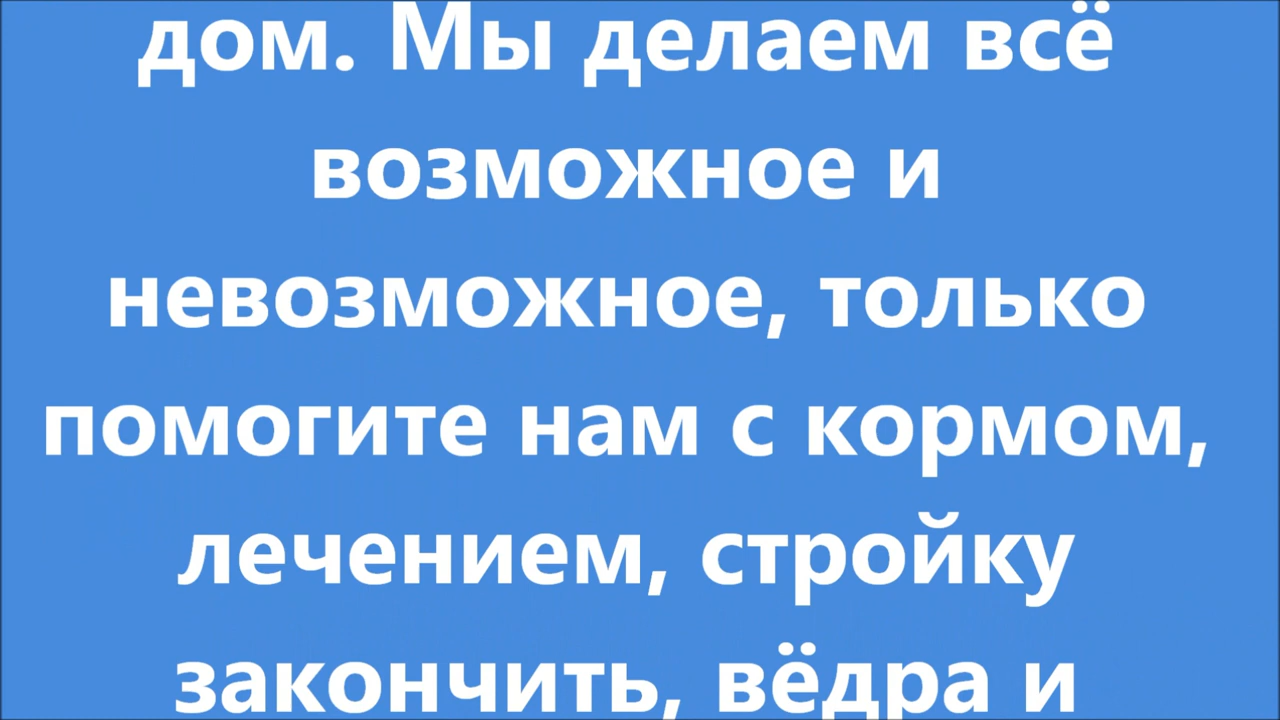 дом. Мы делаем всё
возможное и
невозможное, только
помогите нам с кормом,
лечением, стройку
закончить, вёдра и